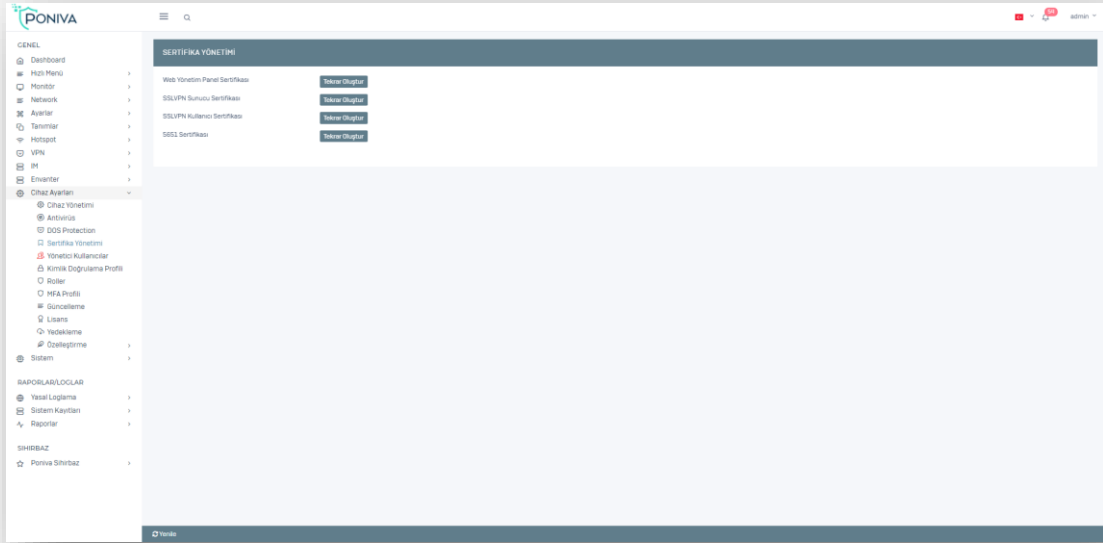 PONIVA
50
admin
GENEL
Dashboard
Hızlı Menü
Monitör
Network
Ayarlar
Tanımlar
Hotspot
VPN
IM
Envanter
Cihaz Ayarları
Cihaz Yönetimi
Antivirüs
DOS Protection
Sertifika Yönetimi
Yönetici Kullanıcılar
Kimlik Doğrulama Profili
Roller
MFA Profili
Güncelleme
Lisans
Yedekleme
Özelleştirme
Sistem
RAPORLAR/LOGLAR
Yasal Loglama
Sistem Kayıtları
Raporlar
SIHIRBAZ
Poniva Sihirbaz
SERTİFİKA YÖNETİMİ
Web Yönetim Panel Sertifikası Tekrar Oluştur
SSLVPN Sunucu Sertifikası Tekrar Oluştur
SSLVPN Kullanıcı Sertifikası Tekrar Oluştur
5651 Sertifikası Tekrar Oluştur
Yenile